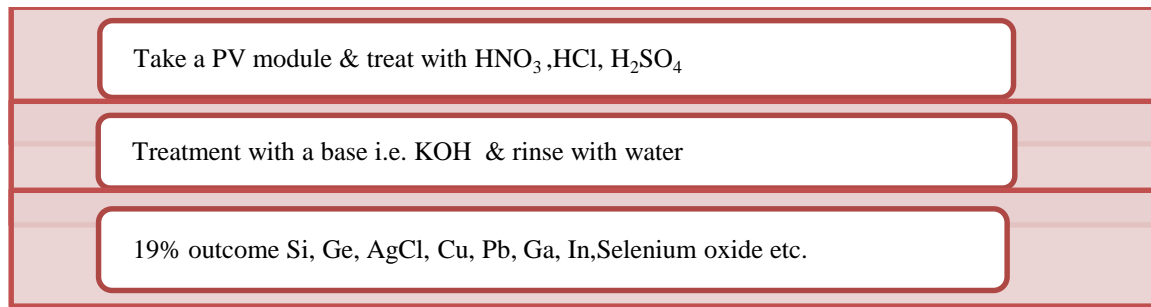 Take a PV module & treat with HNO₃ ,HCl, H₂SO₄
Treatment with a base i.e. KOH & rinse with water
19% outcome Si, Ge, AgCl, Cu, Pb, Ga, In,Selenium oxide etc.